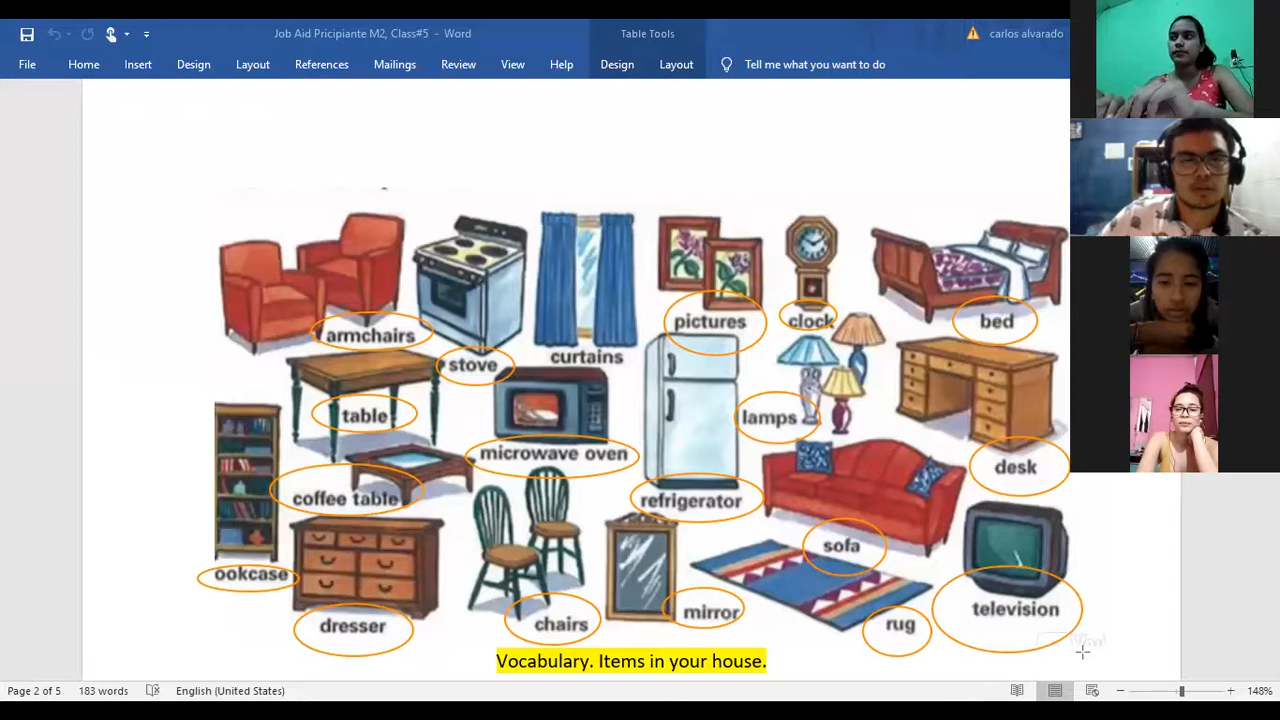 Job Aid Pricipiante M2, Class#5 - Word
Table Tools
carlos alvarado
File Home Insert Design Layout References Mailings Review View Help Design Layout Tell me what you want to do
pictures clock bed
armchairs
stove curtains
table lamps
microwave oven desk
coffee table refrigerator
sofa
ookcase
television
dresser chairs mirror rug
Vocabulary. Items in your house.
Page 2 of 5 183 words English (United States) 148%